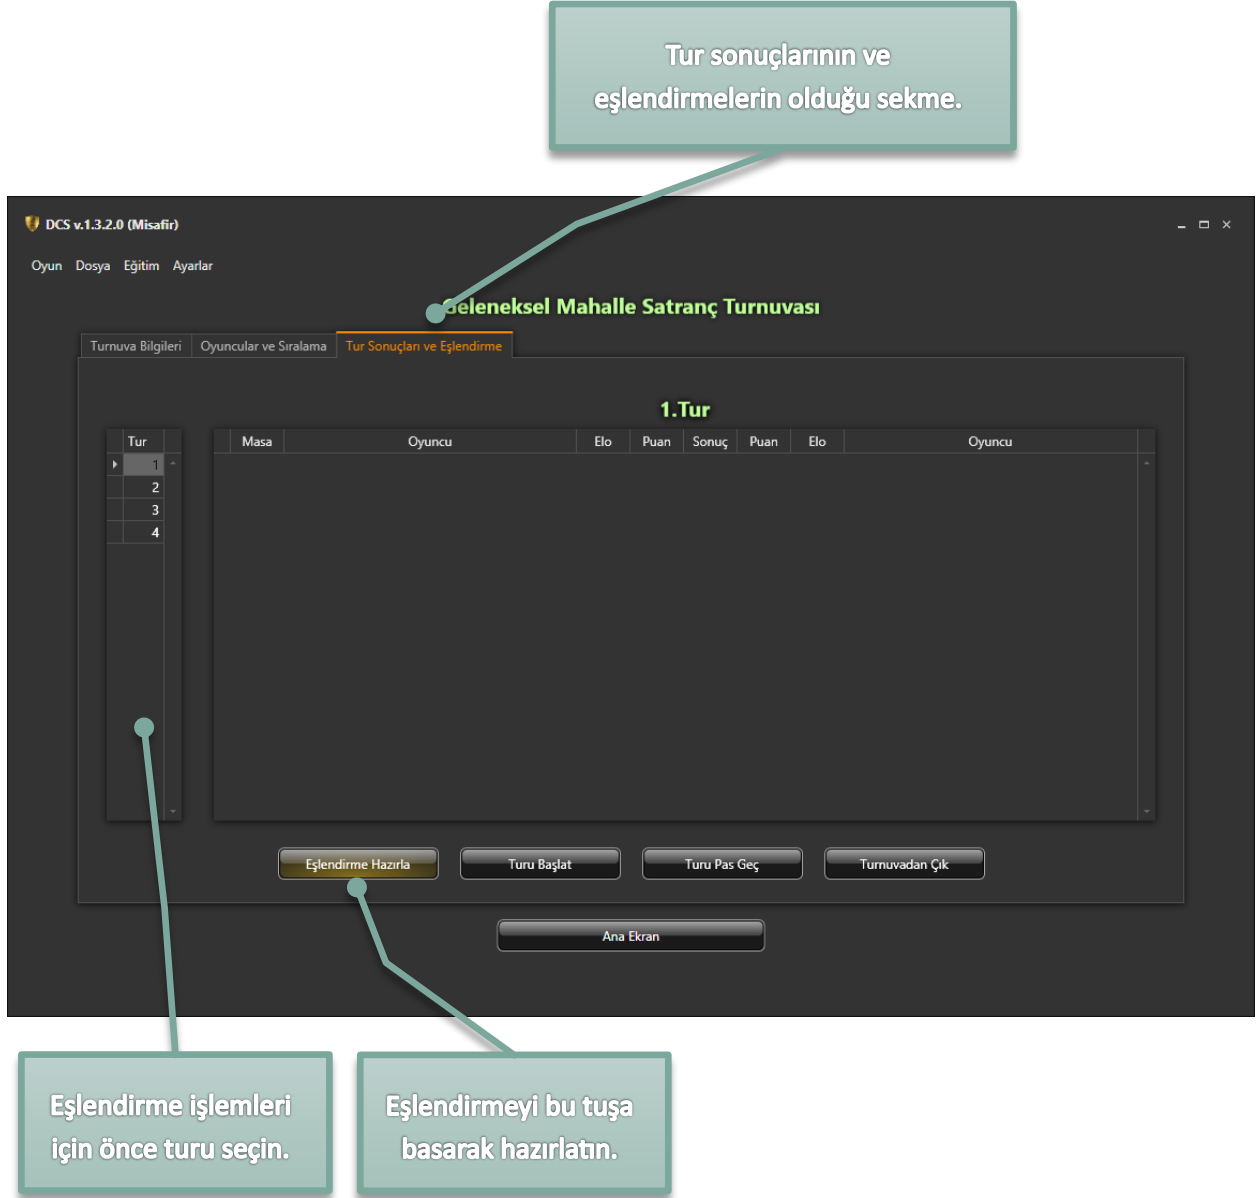 Tur sonuçlarının ve
eşlendirmelerin olduğu sekme.
DCS v.1.3.2.0 (Misafir)
Oyun Dosya Eğitim Ayarlar
Geleneksel Mahalle Satranç Turnuvası
Turnuva Bilgileri Oyuncular ve Sıralama Tur Sonuçları ve Eşlendirme
1.Tur
Tur Masa Oyuncu Elo Puan Sonuç Puan Elo Oyuncu
1
2
3
4
Eşlendirme Hazırla Turu Başlat Turu Pas Geç Turnuvadan Çık
Ana Ekran
Eşlendirme işlemleri
için önce turu seçin.
Eşlendirmeyi bu tuşa
basarak hazırlatın.